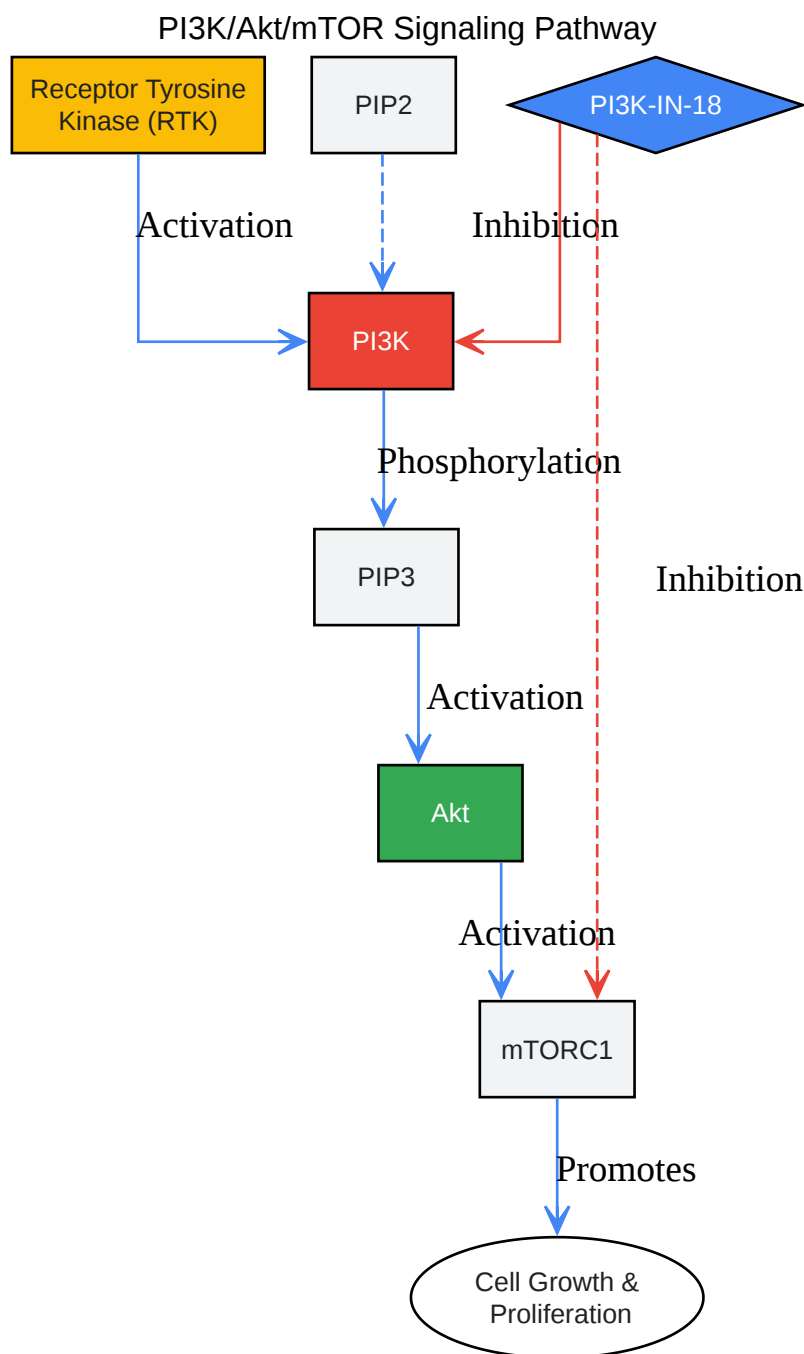 PI3K/Akt/mTOR Signaling Pathway
Receptor Tyrosine
Kinase (RTK)
PIP2
PI3K-IN-18
Activation
Inhibition
PI3K
Phosphorylation
PIP3
Inhibition
Activation
Akt
Activation
mTORC1
Promotes
Cell Growth &
Proliferation